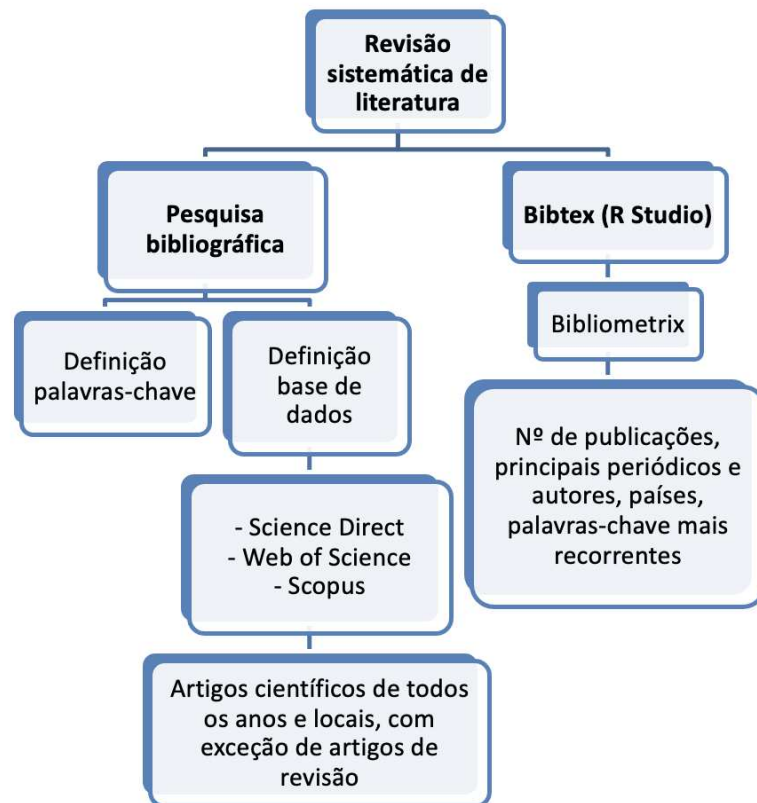 Revisão
sistemática de
literatura
Pesquisa
bibliográfica
Definição
palavras-chave
Definição
base de
dados
- Science Direct
- Web of Science
- Scopus
Artigos científicos de todos
os anos e locais, com
exceção de artigos de
revisão
Bibtex (R Studio)
Bibliometrix
Nº de publicações,
principais periódicos e
autores, países,
palavras-chave mais
recorrentes